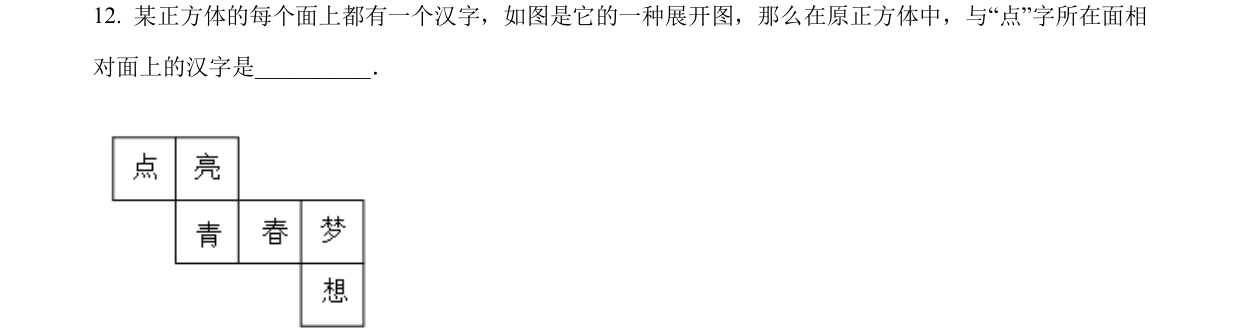 12. 某正方体的每个面上都有一个汉字，如图是它的一种展开图，那么在原正方体中，与“点”字所在面相
对面上的汉字是__________．
点 亮
青 春 梦
想